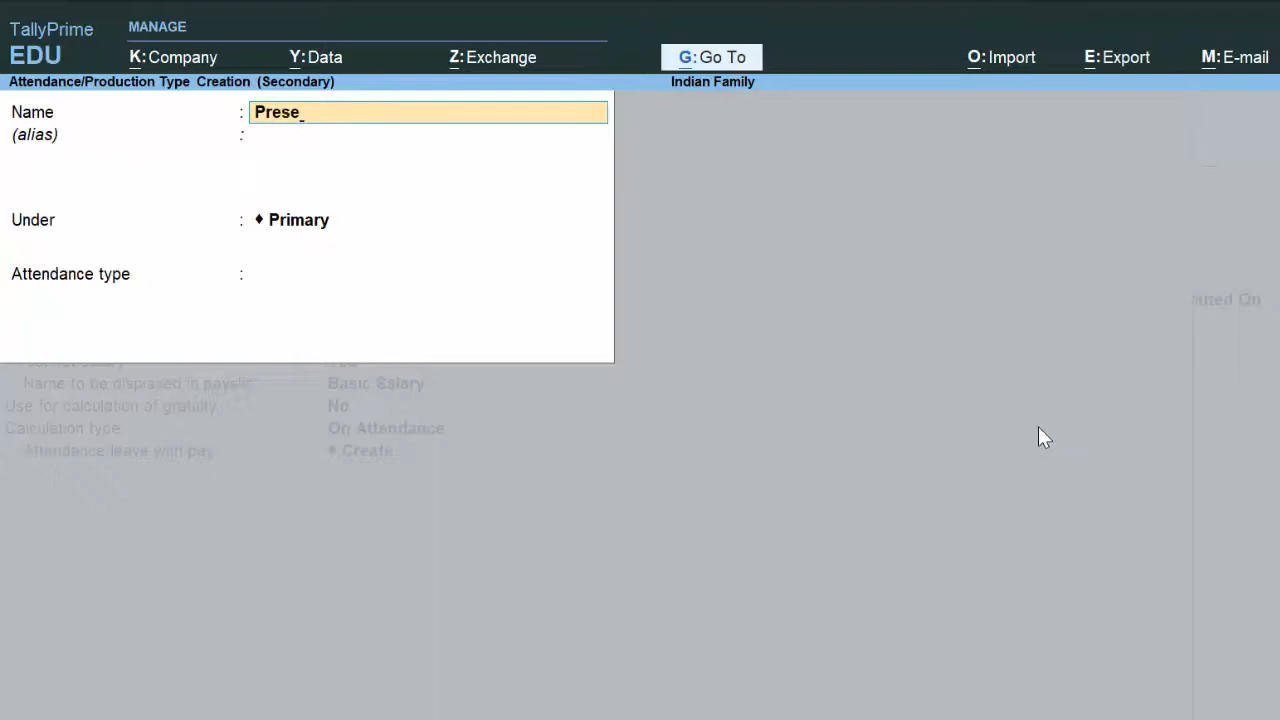 TallyPrime
EDU
MANAGE
K:Company Y:Data Z:Exchange G:Go To O:Import E:Export M:E-mail
Attendance/Production Type Creation (Secondary) Indian Family
Name : Prese_
(alias) :
Under : ♦ Primary
Attendance type :
uted On
Name to be displayed in payslip Basic Salary
Use for calculation of gratuity No
Calculation type On Attendance
Attendance leave with pay ♦ Create